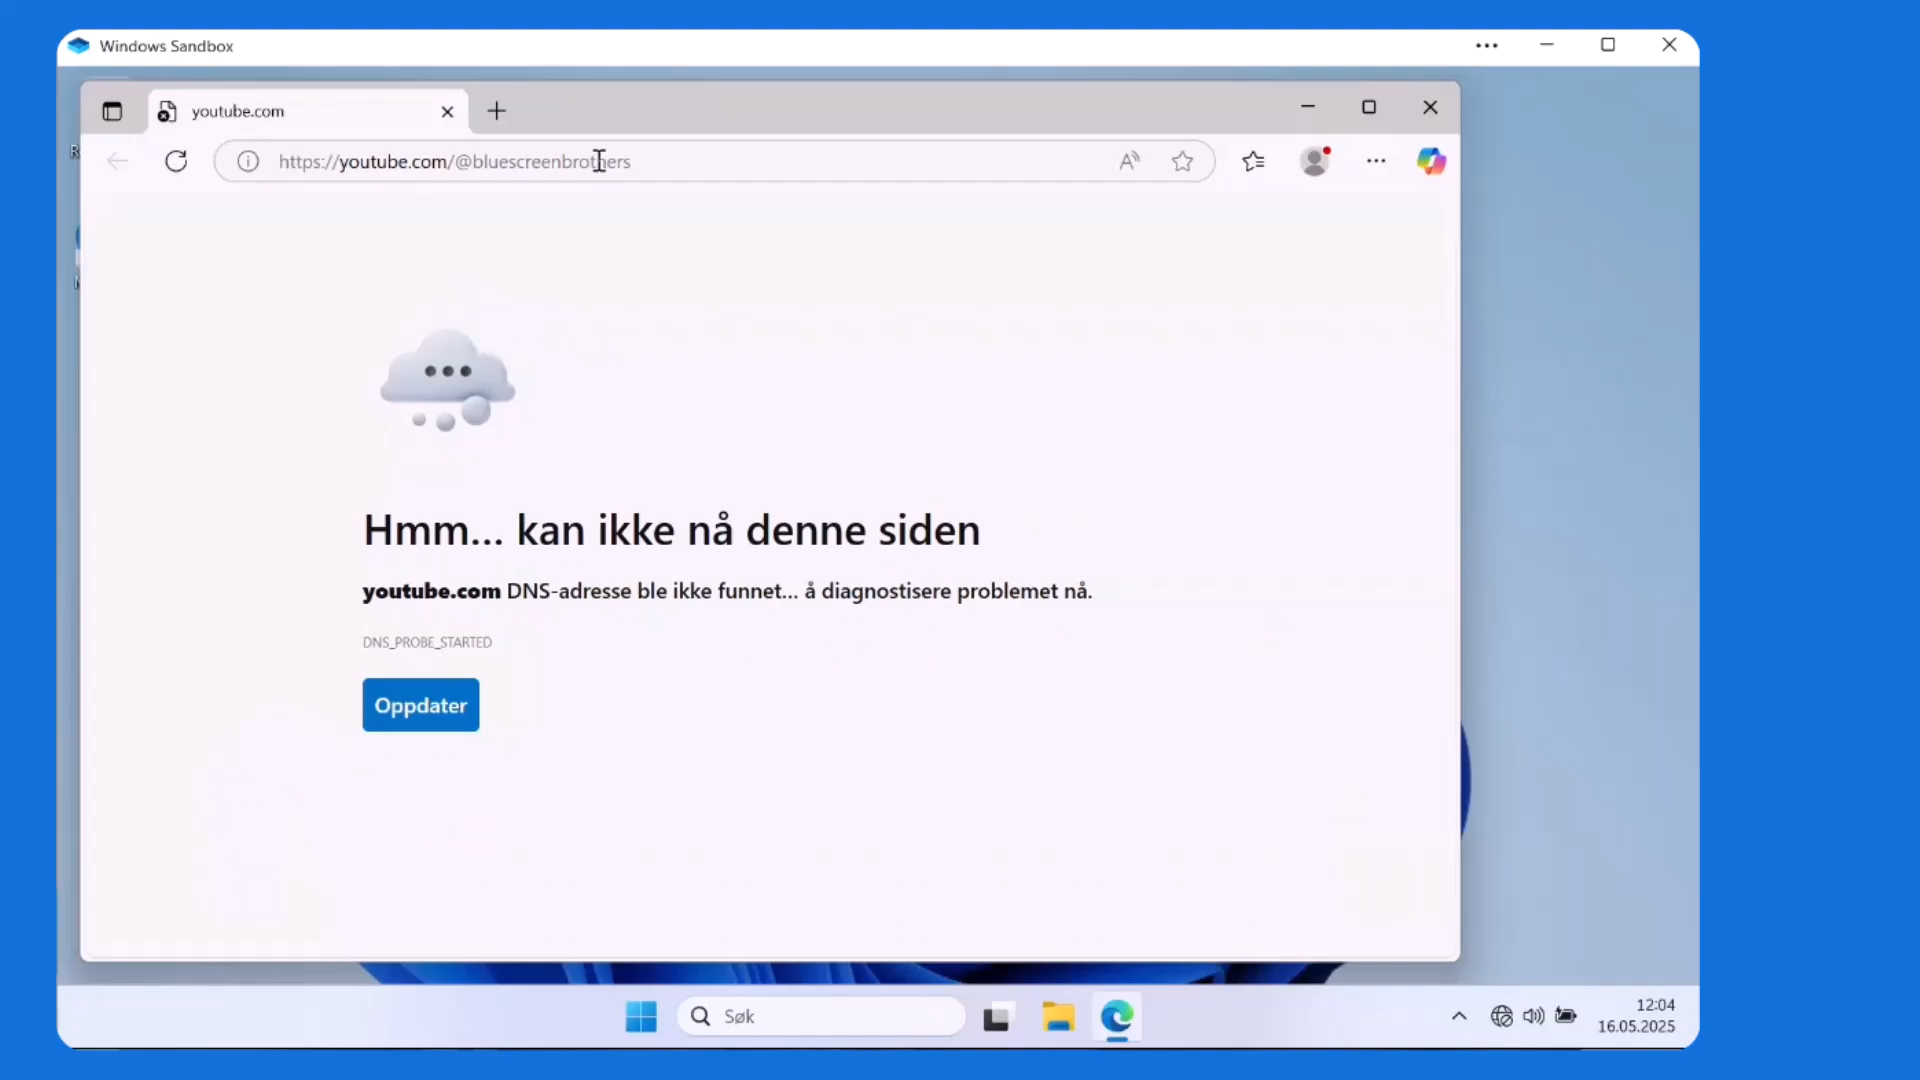 Windows Sandbox
youtube.com
https://youtube.com/@bluescreenbrothers
Hmm... kan ikke nå denne siden
youtube.com DNS-adresse ble ikke funnet... å diagnostisere problemet nå.
DNS_PROBE_STARTED
Oppdater
Søk
12:04
16.05.2025